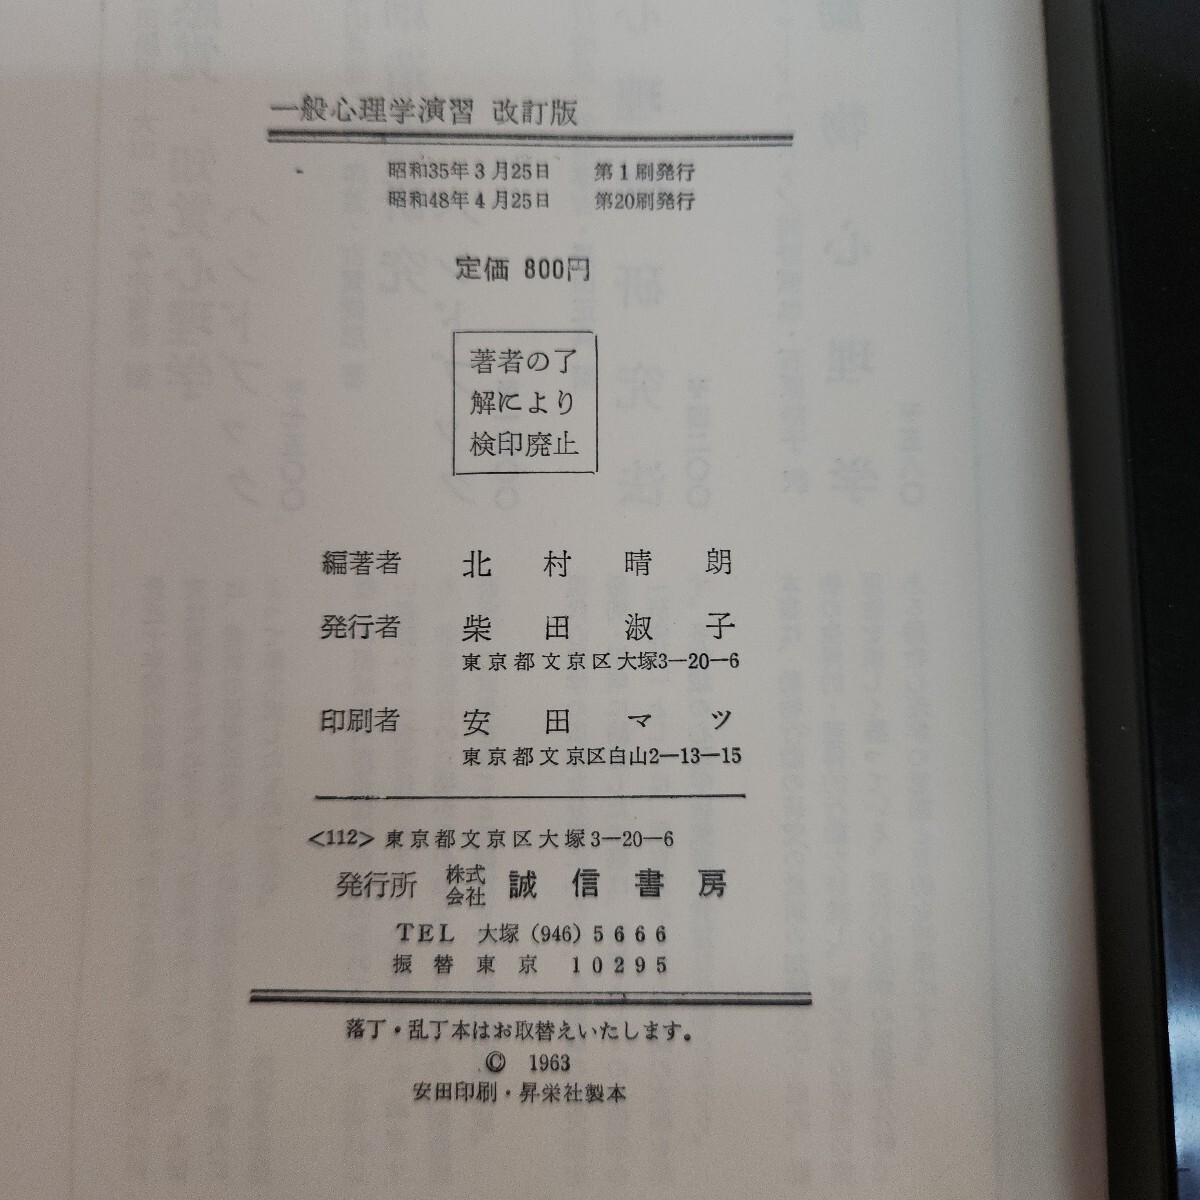 一般心理学演習 改訂版
昭和35年3月25日 第1刷発行
昭和48年4月25日 第20刷発行
定価 800円
著者の了
解により
検印廃止
編著者 北村晴朗
発行者 柴田淑子
東京都文京区大塚3—20—6
印刷者 安田マツ
東京都文京区白山2—13—15
<112> 東京都文京区大塚3—20—6
発行所 株式会社 誠信書房
TEL 大塚 (946) 5666
振替東京 10295
落丁・乱丁本はお取替えいたします。
© 1963
安田印刷・昇栄社製本